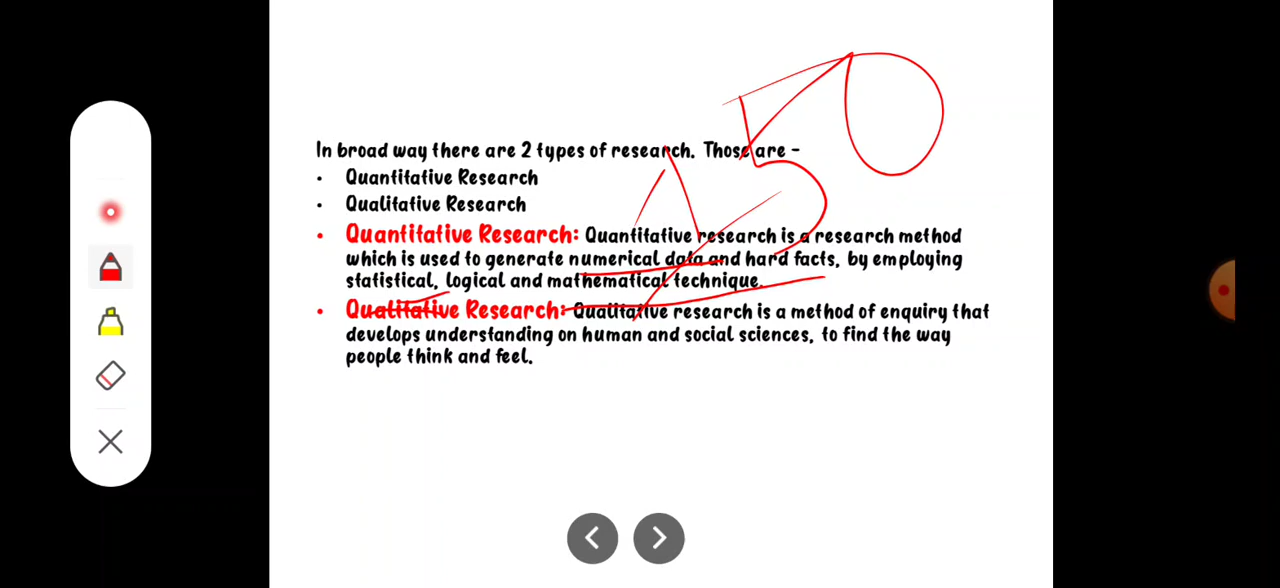 In broad way there are 2 types of research. Those are -
• Quantitative Research
• Qualitative Research
• Quantitative Research: Quantitative research is a research method
which is used to generate numerical data and hard facts, by employing
statistical, logical and mathematical technique.
• Qualitative Research: Qualitative research is a method of enquiry that
develops understanding on human and social sciences, to find the way
people think and feel.
50